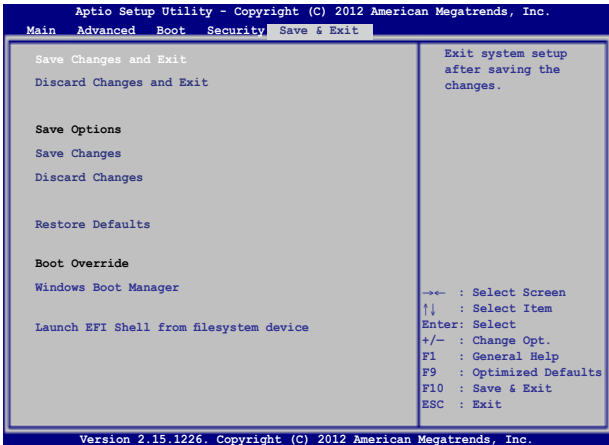 Aptio Setup Utility - Copyright (C) 2012 American Megatrends, Inc.
Main Advanced Boot Security Save & Exit
Save Changes and Exit
Discard Changes and Exit
Save Options
Save Changes
Discard Changes
Restore Defaults
Boot Override
Windows Boot Manager
Launch EFI Shell from filesystem device
Exit system setup
after saving the
changes.
→← : Select Screen
↑↓ : Select Item
Enter: Select
+/— : Change Opt.
F1 : General Help
F9 : Optimized Defaults
F10 : Save & Exit
ESC : Exit
Version 2.15.1226. Copyright (C) 2012 American Megatrends, Inc.